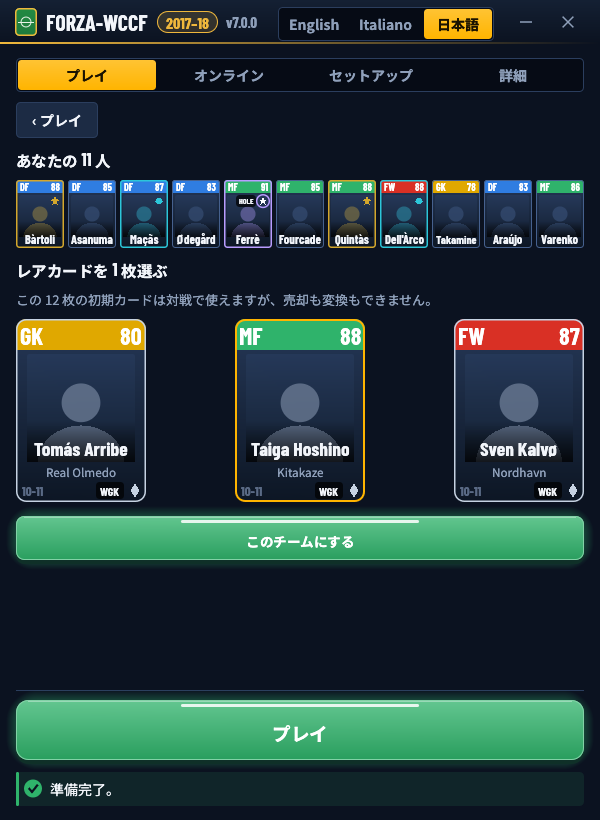 FORZA-WCCF 2017–18 v7.0.0 English Italiano 日本語
プレイ オンライン セットアップ 詳細
‹ プレイ
あなたの 11 人
DF 88 DF 85 DF 87 DF 83 MF 91 MF 85 MF 88 FW 88 GK 78 DF 83 MF 86
HOLE
Bàrtoli Asanuma Maçãs Ødegård Ferrè Fourcade Quintàs Dell'Àrco Takamine Araújo Varenko
レアカードを 1 枚選ぶ
この 12 枚の初期カードは対戦で使えますが、売却も変換もできません。
GK 80 MF 88 FW 87
Tomás Arribe Taiga Hoshino Sven Kalvø
Real Olmedo Kitakaze Nordhavn
10–11 WGK 10–11 WGK 10–11 WGK
このチームにする
プレイ
準備完了。